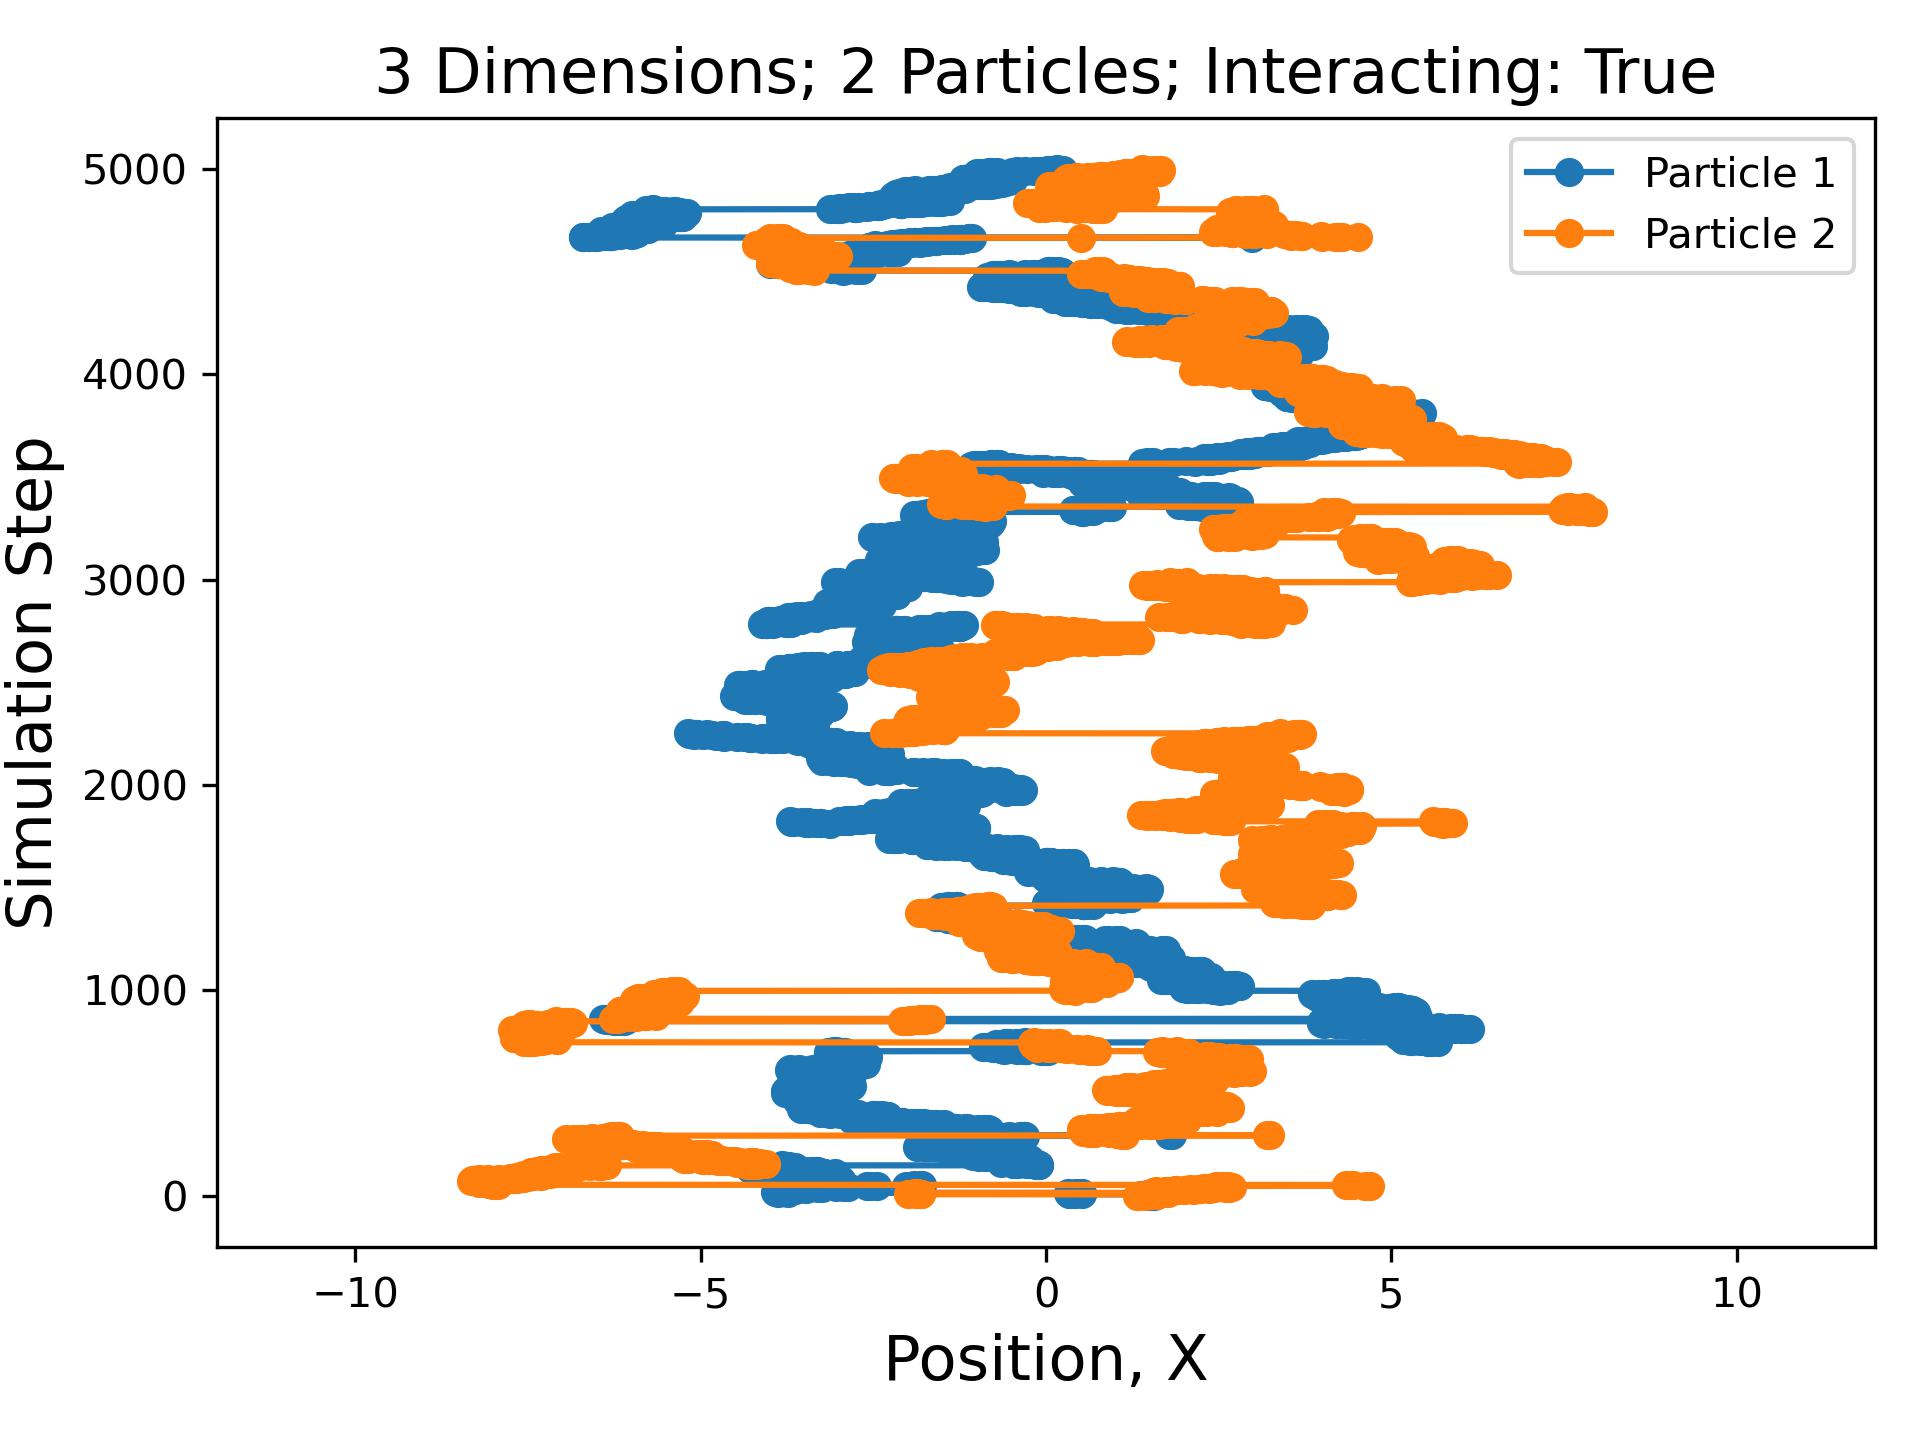 3 Dimensions; 2 Particles; Interacting: True
Particle 1
Particle 2
Simulation Step
5000
4000
3000
2000
1000
0
−10
−5
0
5
10
Position, X